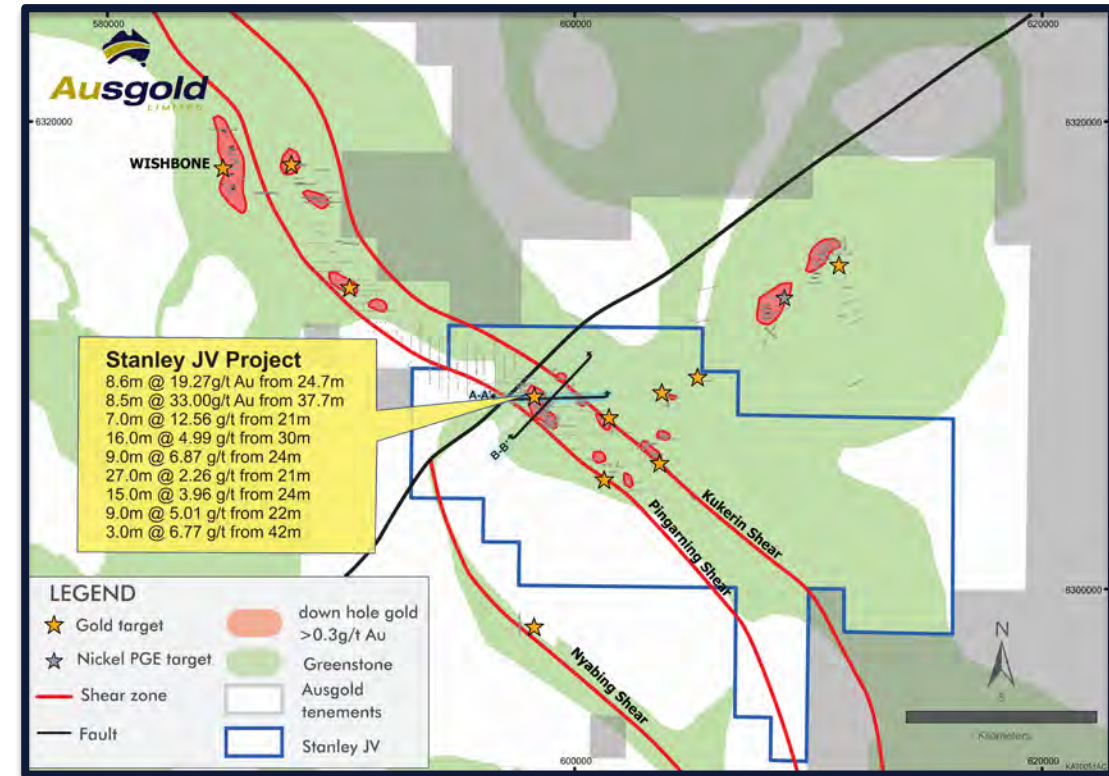 580000
600000
620000
Ausgold
LIMITED
6320000
6320000
WISHBONE
Stanley JV Project
8.6m @ 19.27g/t Au from 24.7m
8.5m @ 33.00g/t Au from 37.7m
7.0m @ 12.56 g/t from 21m
16.0m @ 4.99 g/t from 30m
9.0m @ 6.87 g/t from 24m
27.0m @ 2.26 g/t from 21m
15.0m @ 3.96 g/t from 24m
9.0m @ 5.01 g/t from 22m
3.0m @ 6.77 g/t from 42m
A-A'
B-B'
Kukerin Shear
Pingarning Shear
Nyabing Shear
6300000
LEGEND
Gold target
Nickel PGE target
Shear zone
Fault
down hole gold
>0.3g/t Au
Greenstone
Ausgold
tenements
Stanley JV
N
Kilometers
600000
620000